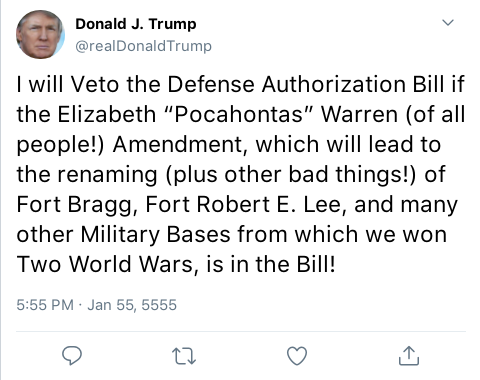 Donald J. Trump
@realDonaldTrump
I will Veto the Defense Authorization Bill if
the Elizabeth “Pocahontas” Warren (of all
people!) Amendment, which will lead to
the renaming (plus other bad things!) of
Fort Bragg, Fort Robert E. Lee, and many
other Military Bases from which we won
Two World Wars, is in the Bill!
5:55 PM · Jan 55, 5555